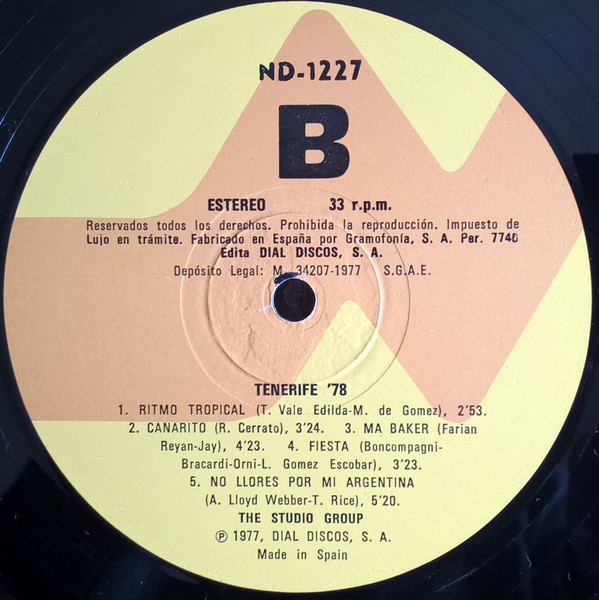 ND-1227
B
ESTEREO 33 r.p.m.
Reservados todos los derechos. Prohibida la reproducción. Impuesto de
Lujo en trámite. Fabricado en España por Gramofonía, S. A. Per. 7740
Edita DIAL DISCOS, S. A.
Depósito Legal: M. 34207-1977 S.G.A.E.
TENERIFE '78
1. RITMO TROPICAL (T. Vale Edilda-M. de Gomez), 2'53.
2. CANARITO (R. Cerrato), 3'24. 3. MA BAKER (Farian
Reyan-Jay), 4'23. 4. FIESTA (Boncompagni-
Bracardi-Orni-L. Gomez Escobar), 3'23.
5. NO LLORES POR MI ARGENTINA
(A. Lloyd Webber-T. Rice), 5'20.
THE STUDIO GROUP
℗ 1977, DIAL DISCOS, S. A.
Made in Spain